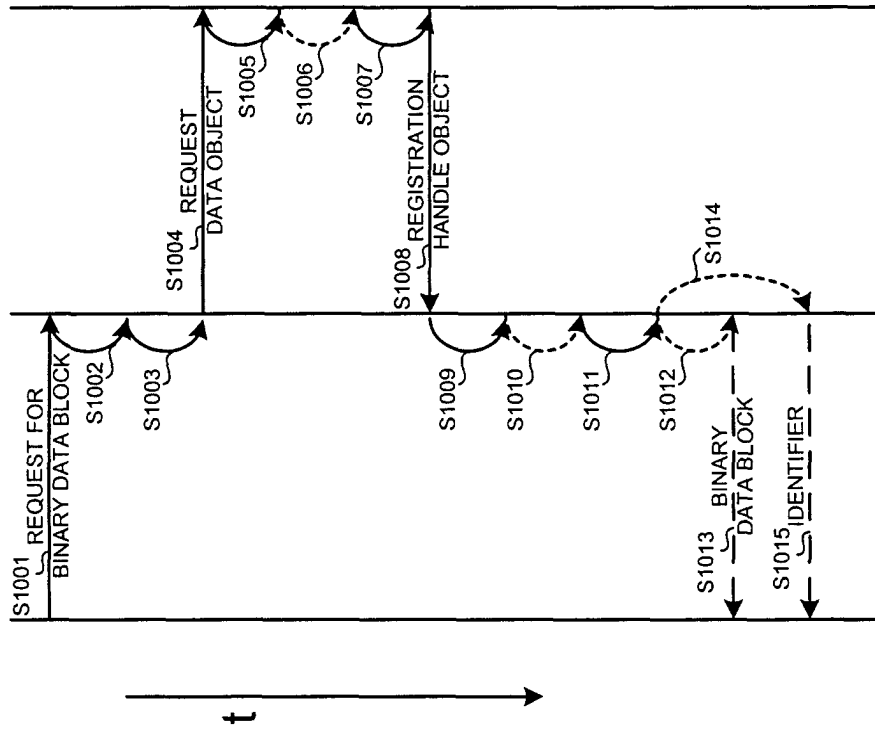 S1001 REQUEST FOR
BINARY DATA BLOCK
S1002
S1003
S1004 REQUEST
DATA OBJECT
S1005
S1006
S1007
S1008 REGISTRATION
HANDLE OBJECT
S1009
S1010
S1011
S1012
S1014
S1013 BINARY
DATA BLOCK
S1015 IDENTIFIER
t